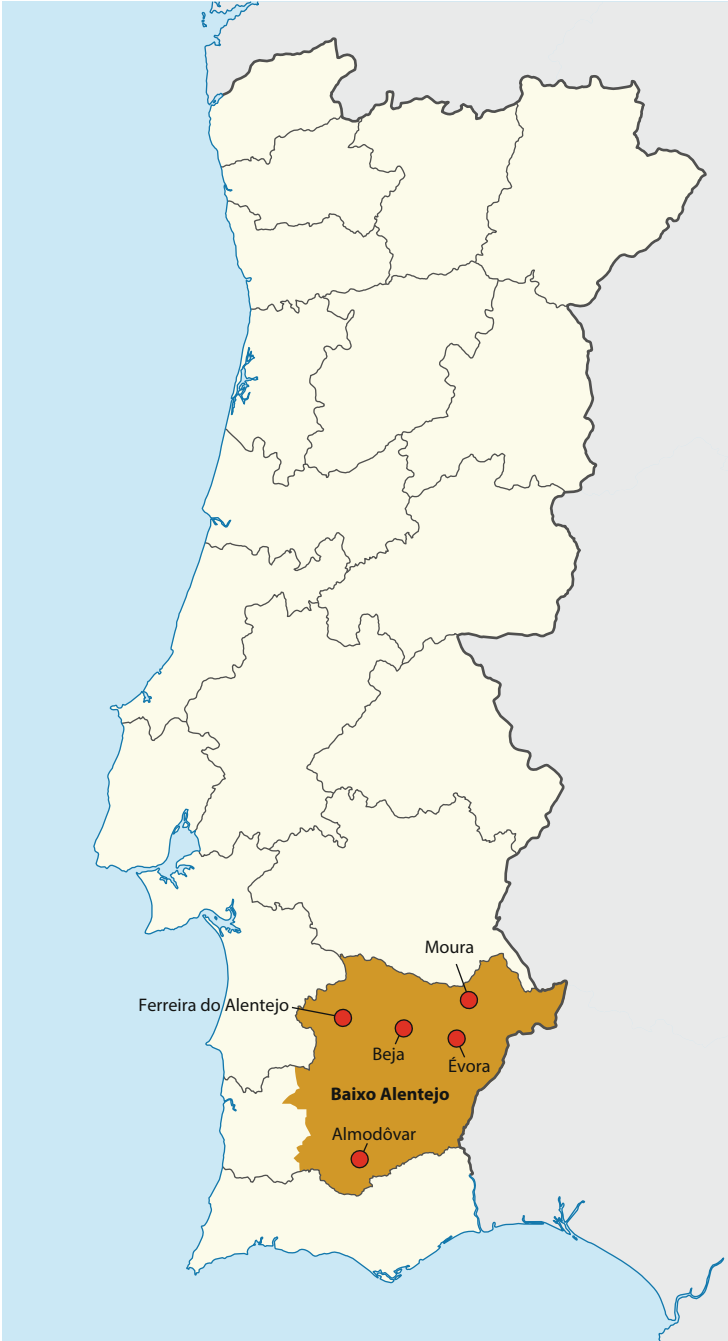 Moura
Ferreira do Alentejo
Beja
Évora
Baixo Alentejo
Almodôvar